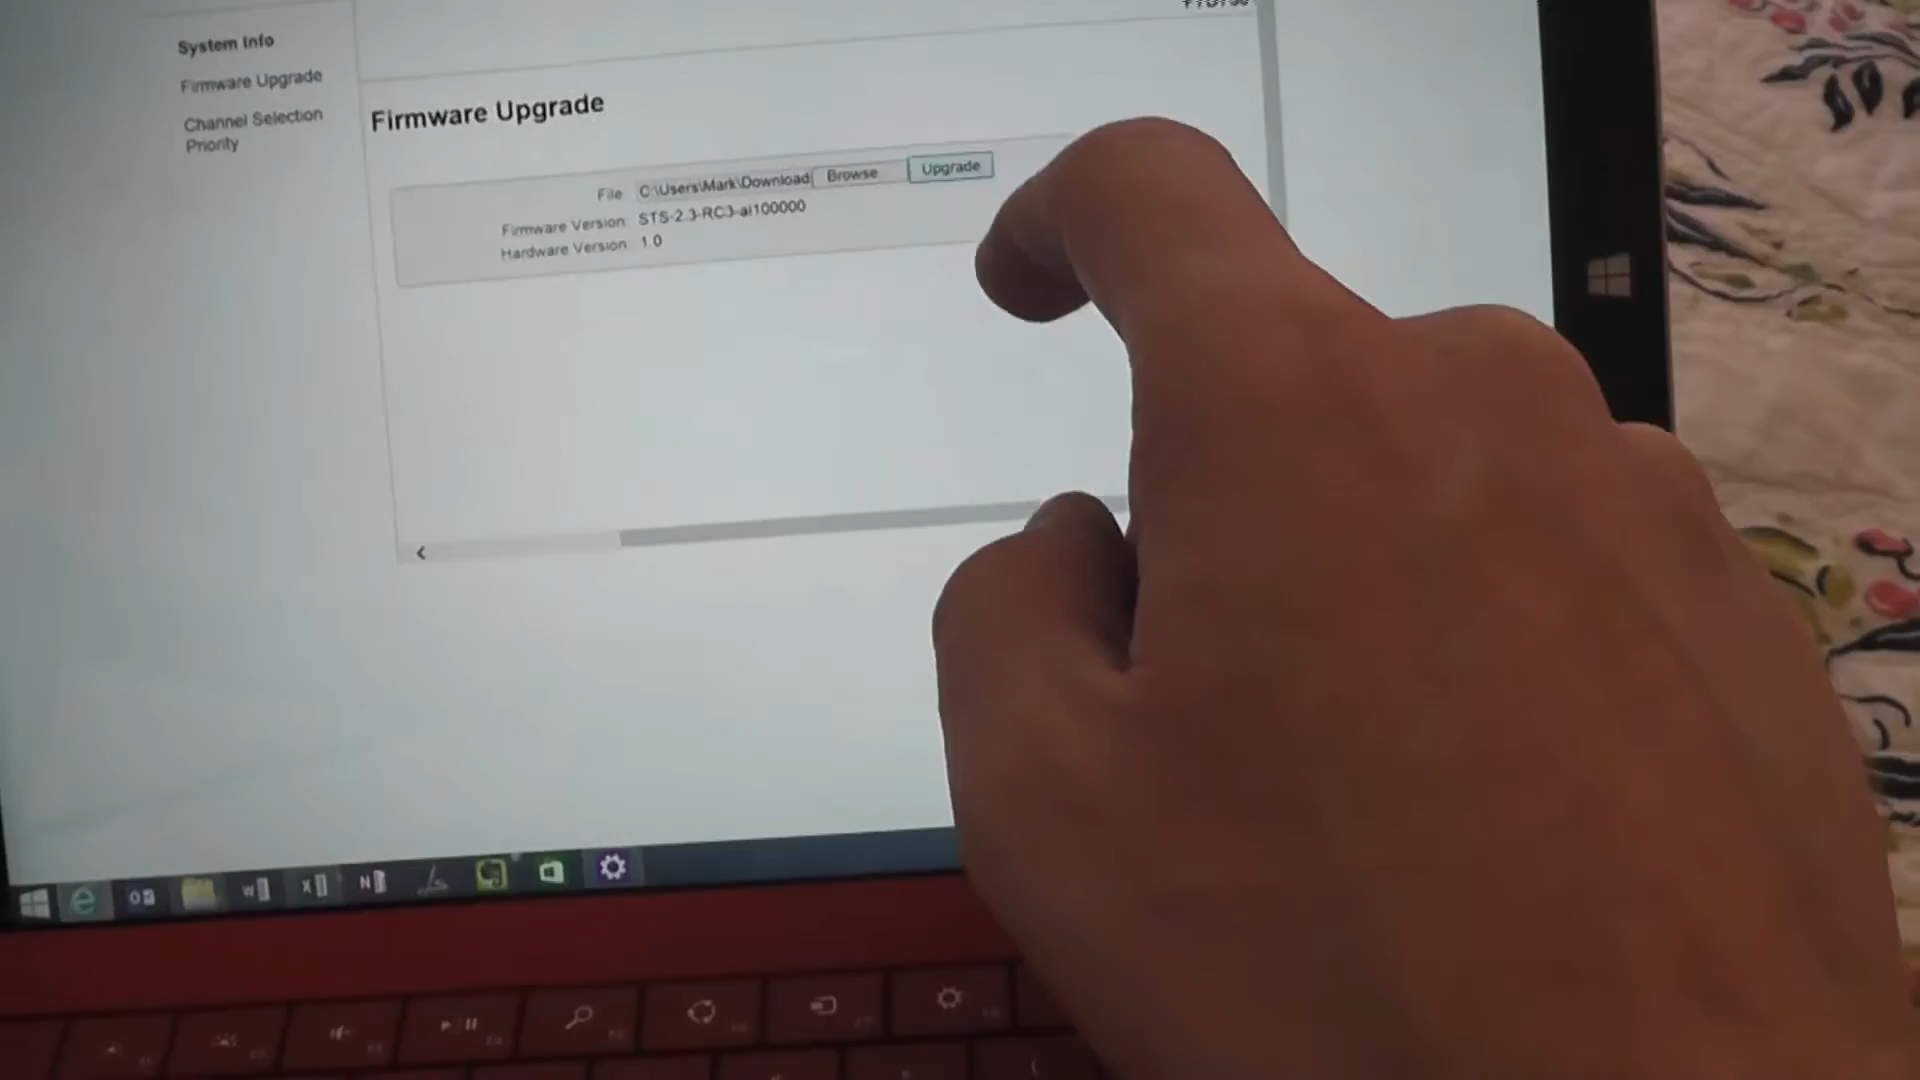 System Info
Firmware Upgrade
Channel Selection
Priority
Firmware Upgrade
File C:\Users\Mark\Download Browse Upgrade
Firmware Version: STS-2.3-RC3-al100000
Hardware Version: 1.0